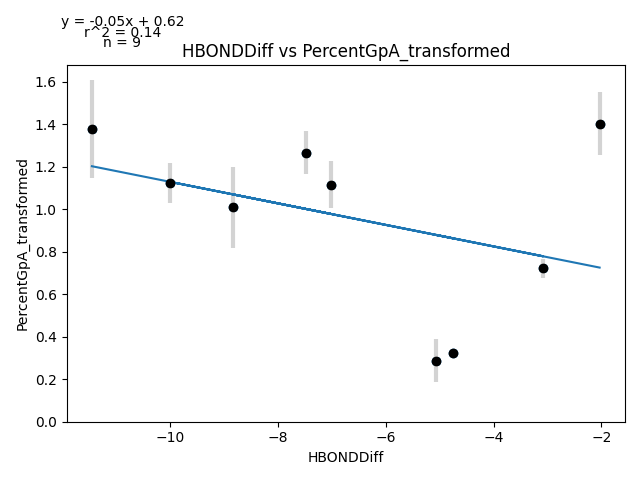 y = -0.05x + 0.62
r^2 = 0.14
n = 9
HBONDDiff vs PercentGpA_transformed
PercentGpA_transformed
1.6
1.4
1.2
1.0
0.8
0.6
0.4
0.2
0.0
−10
−8
−6
−4
−2
HBONDDiff